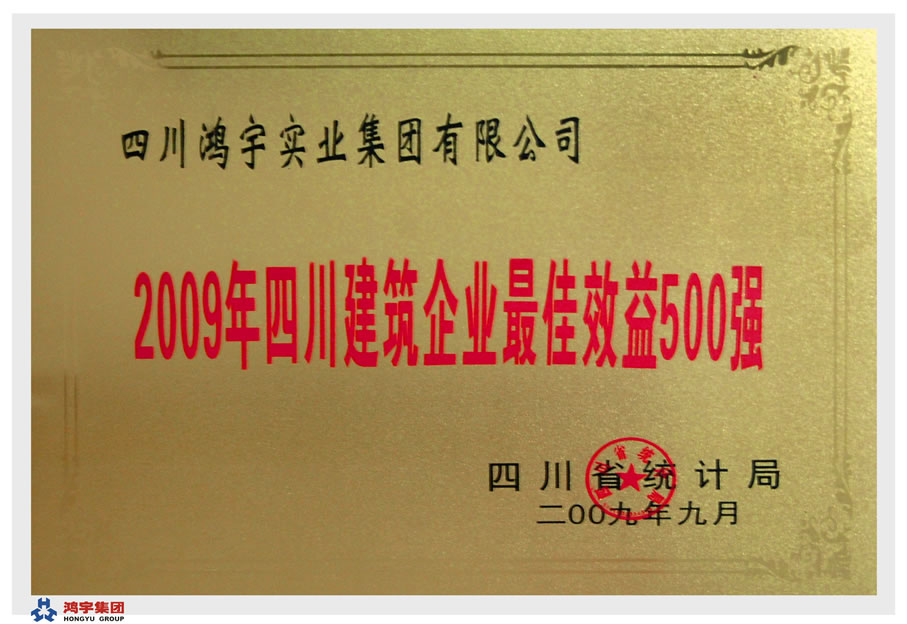 四川鸿宇实业集团有限公司
2009年四川建筑企业最佳效益500强
四川省统计局
二00九年九月
鸿宇集团
HONGYU GROUP